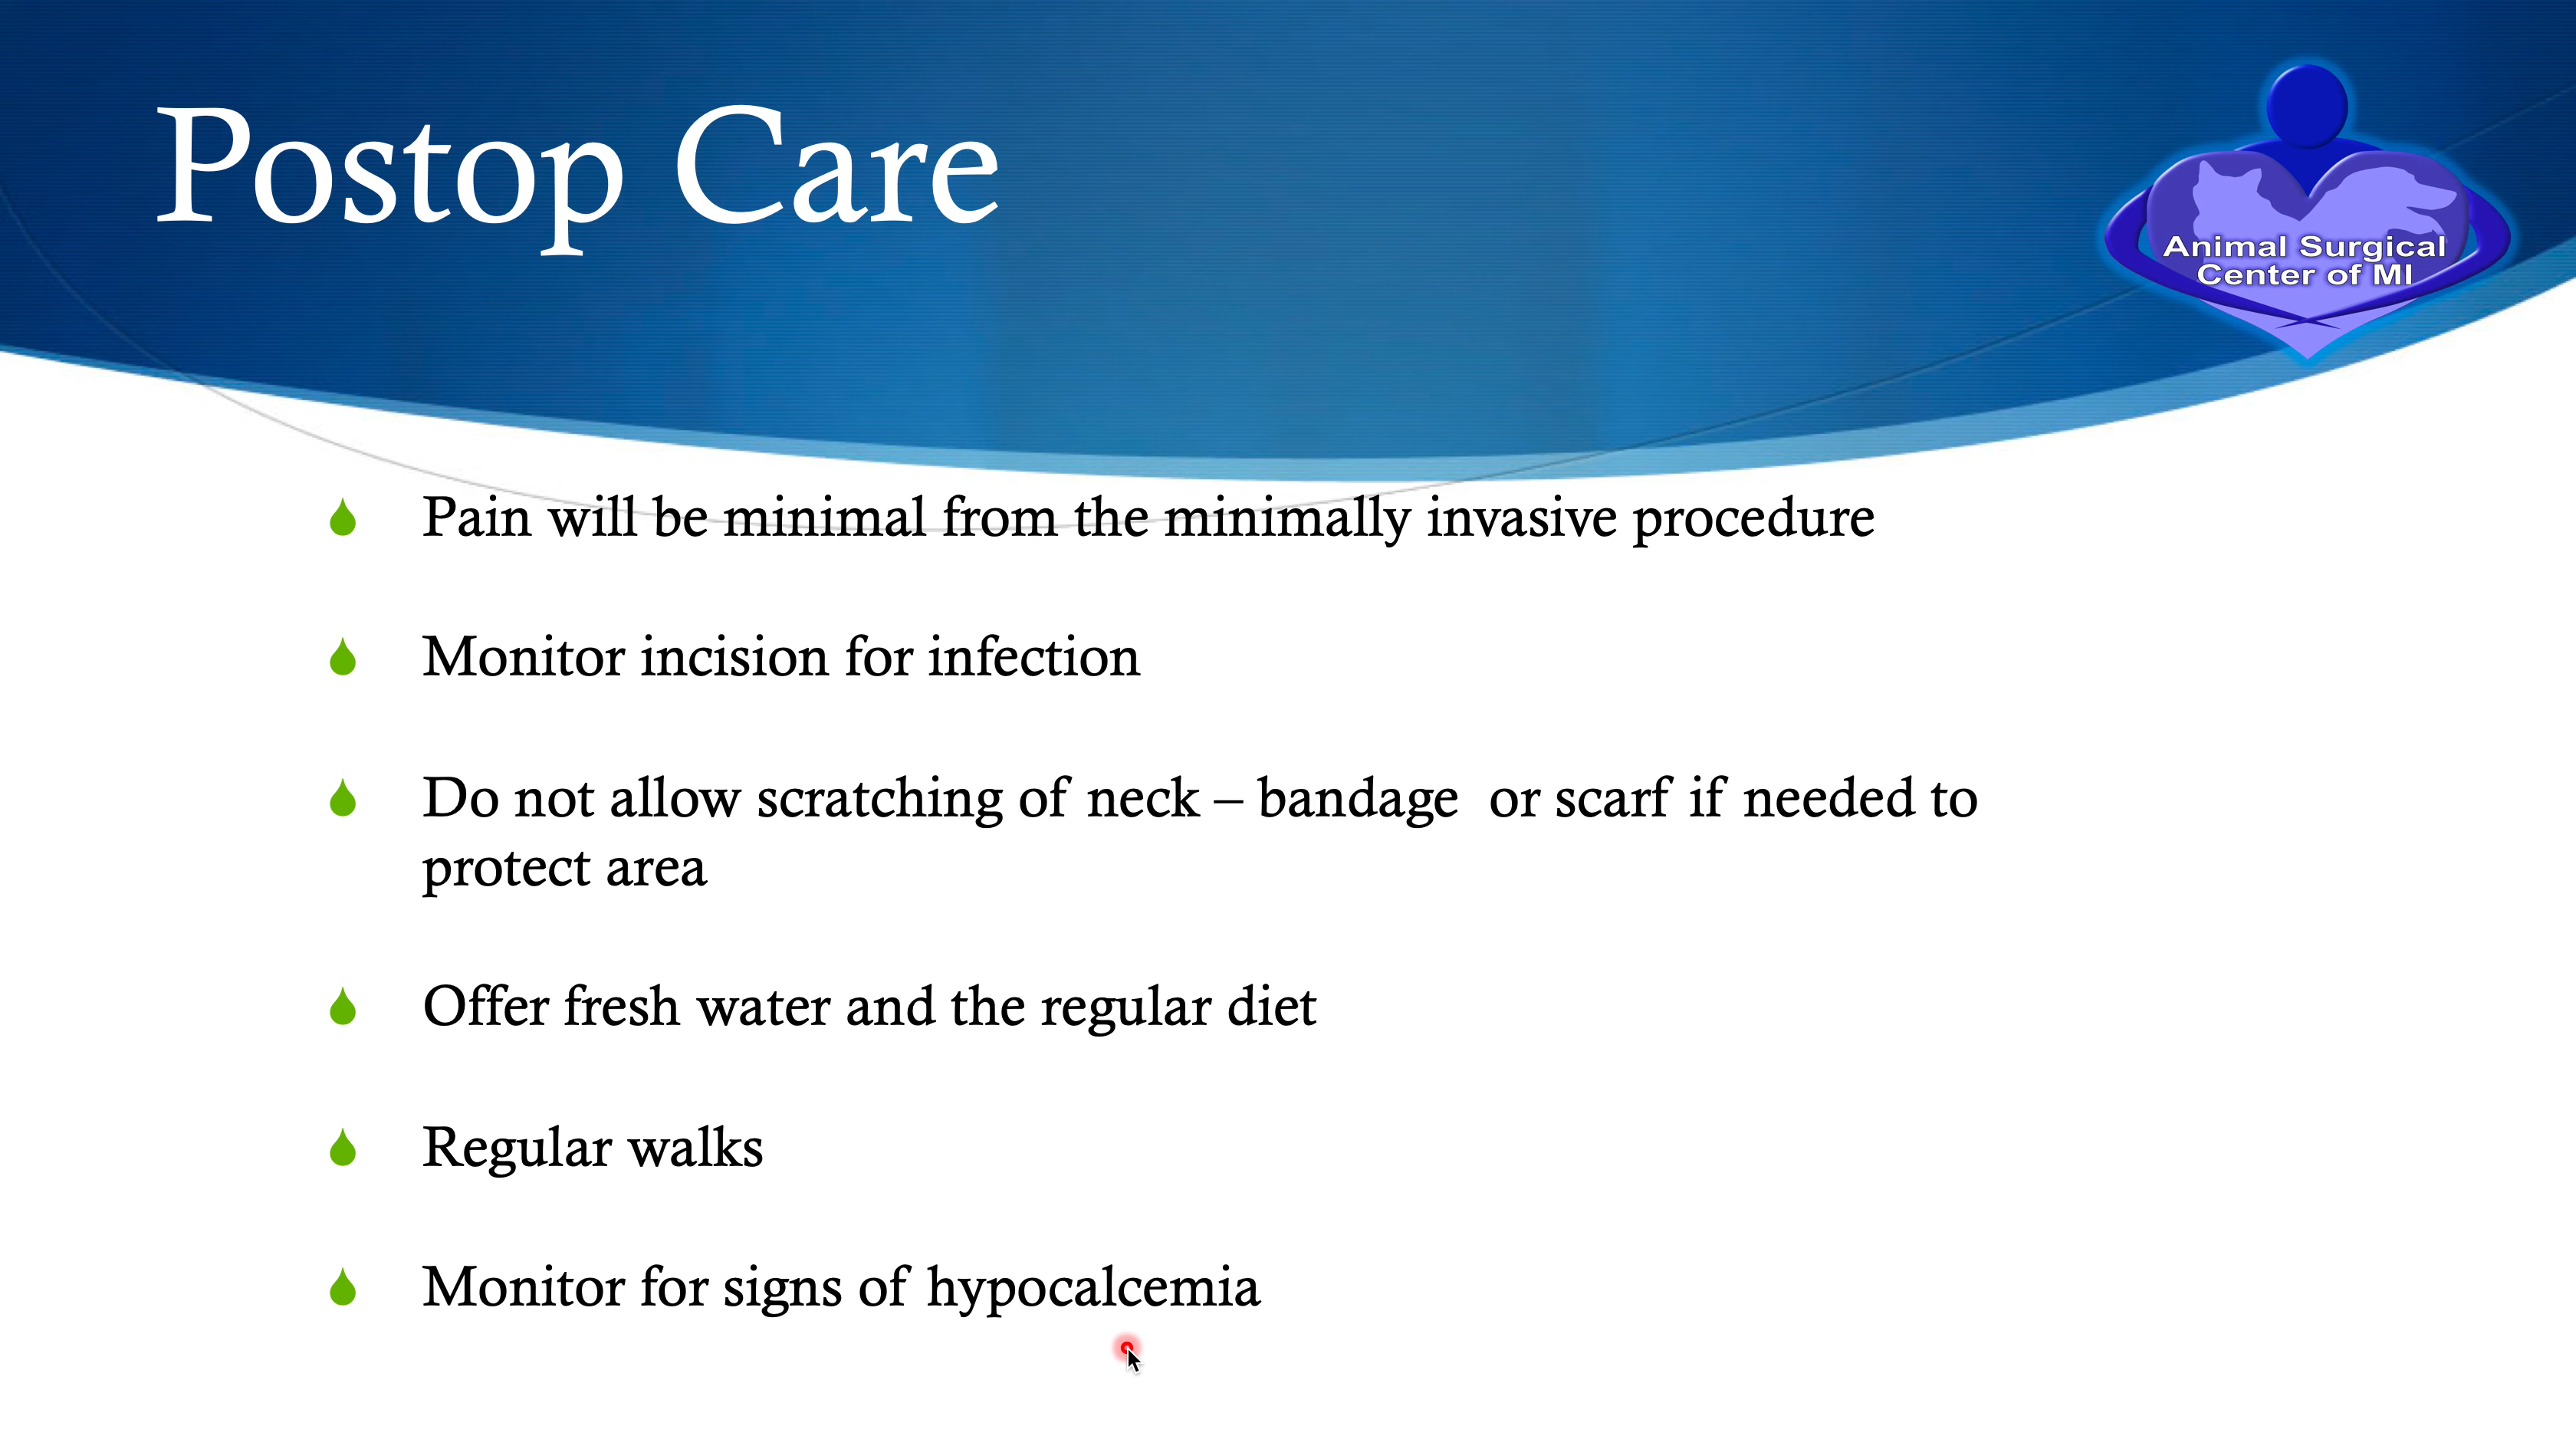 Postop Care
Animal Surgical
Center of MI
Pain will be minimal from the minimally invasive procedure
Monitor incision for infection
Do not allow scratching of neck – bandage  or scarf if needed to
protect area
Offer fresh water and the regular diet
Regular walks
Monitor for signs of hypocalcemia